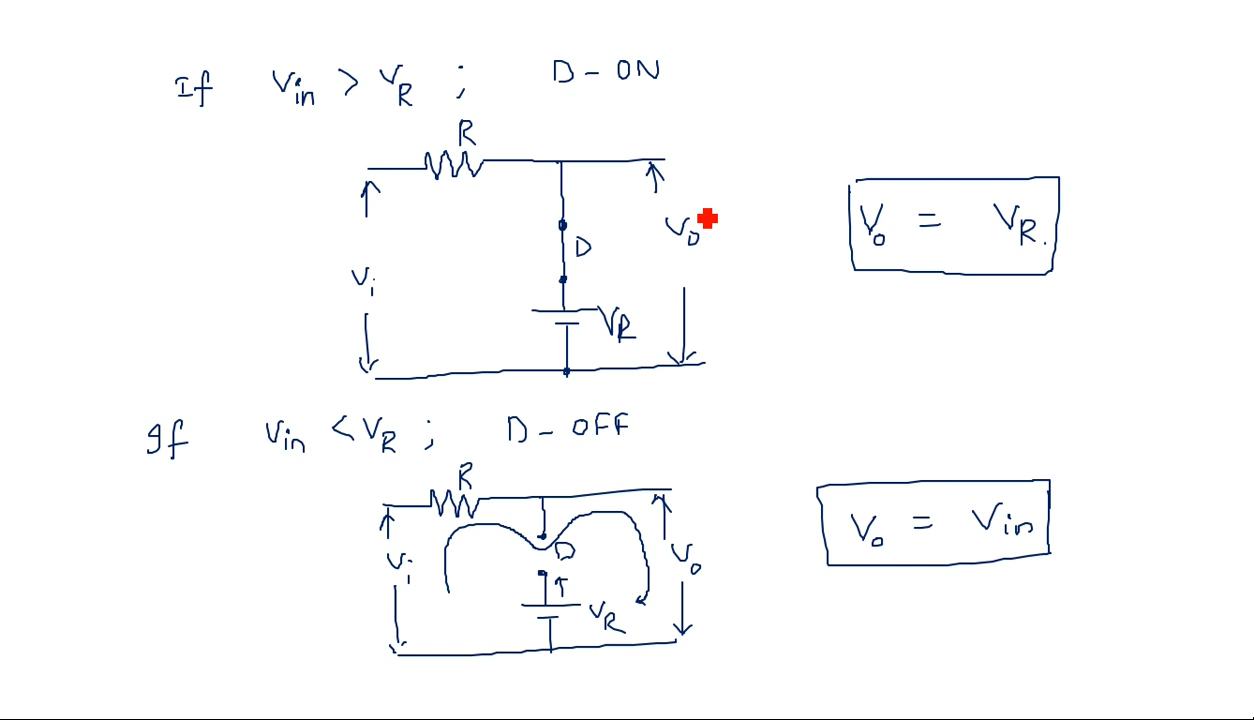 If Vin > VR ; D - ON
R
Vo
Vo = VR.
D
Vi
VR
If Vin < VR ; D - OFF
R
Vo = Vin
D
Vi
Vo
VR